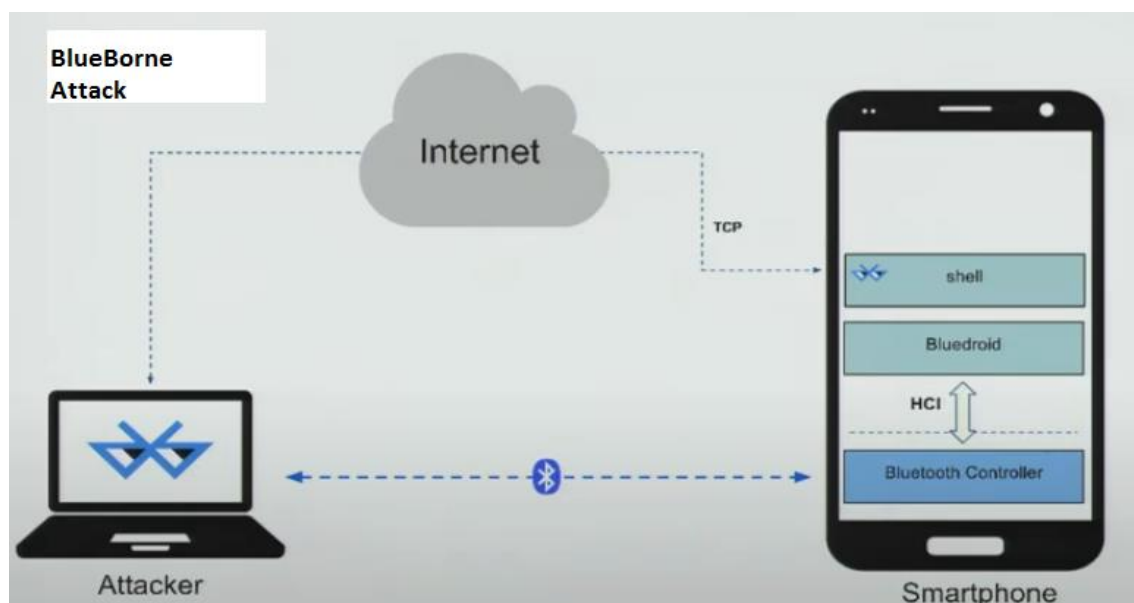 BlueBorne
Attack
Internet
TCP
shell
Bluedroid
HCI
Bluetooth Controller
Attacker
Smartphone